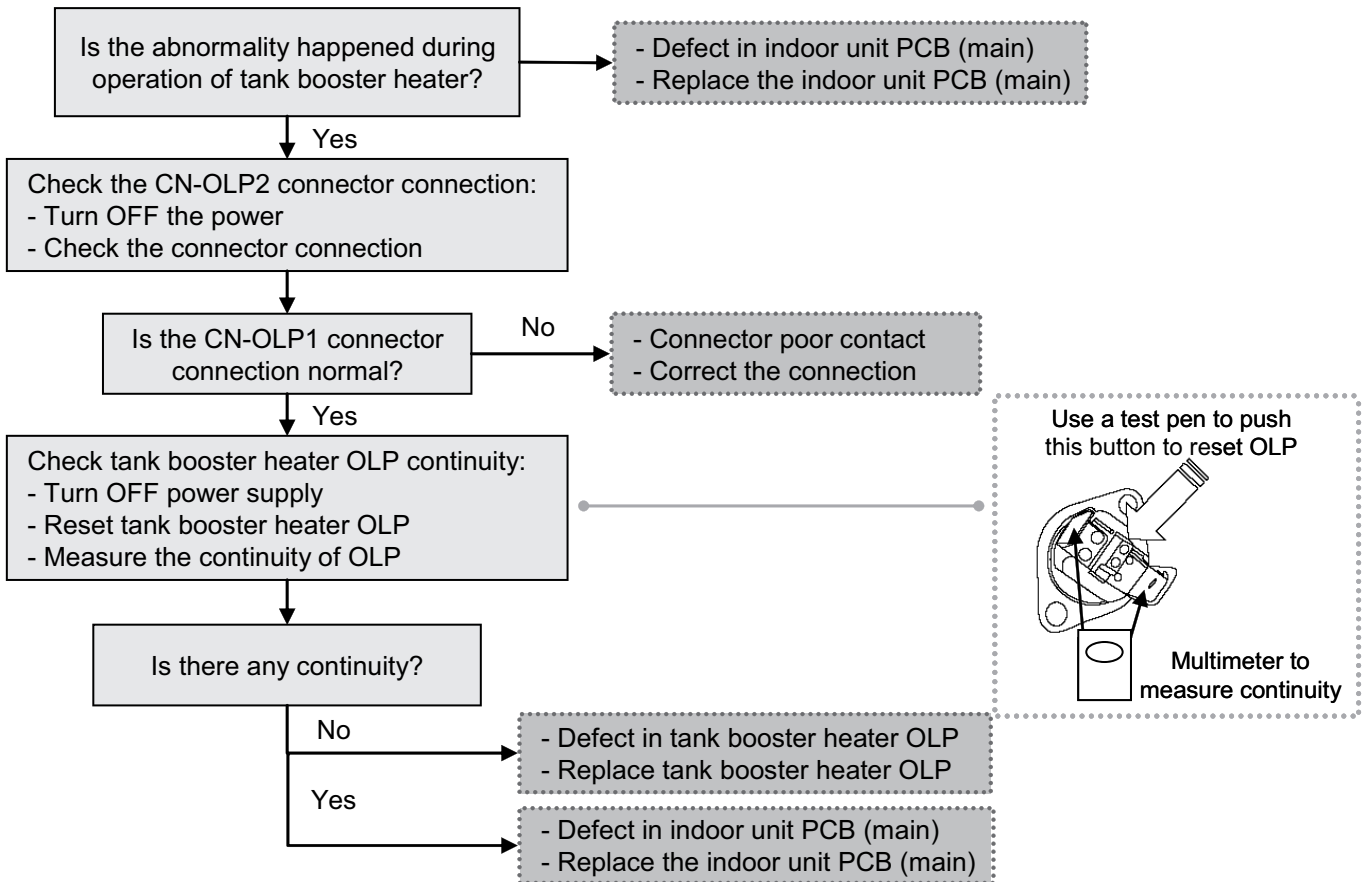 Is the abnormality happened during
operation of tank booster heater?
- Defect in indoor unit PCB (main)
- Replace the indoor unit PCB (main)
Yes
Check the CN-OLP2 connector connection:
- Turn OFF the power
- Check the connector connection
Is the CN-OLP1 connector
connection normal?
No
- Connector poor contact
- Correct the connection
Yes
Check tank booster heater OLP continuity:
- Turn OFF power supply
- Reset tank booster heater OLP
- Measure the continuity of OLP
Use a test pen to push
this button to reset OLP
Multimeter to
measure continuity
Is there any continuity?
No
- Defect in tank booster heater OLP
- Replace tank booster heater OLP
Yes
- Defect in indoor unit PCB (main)
- Replace the indoor unit PCB (main)